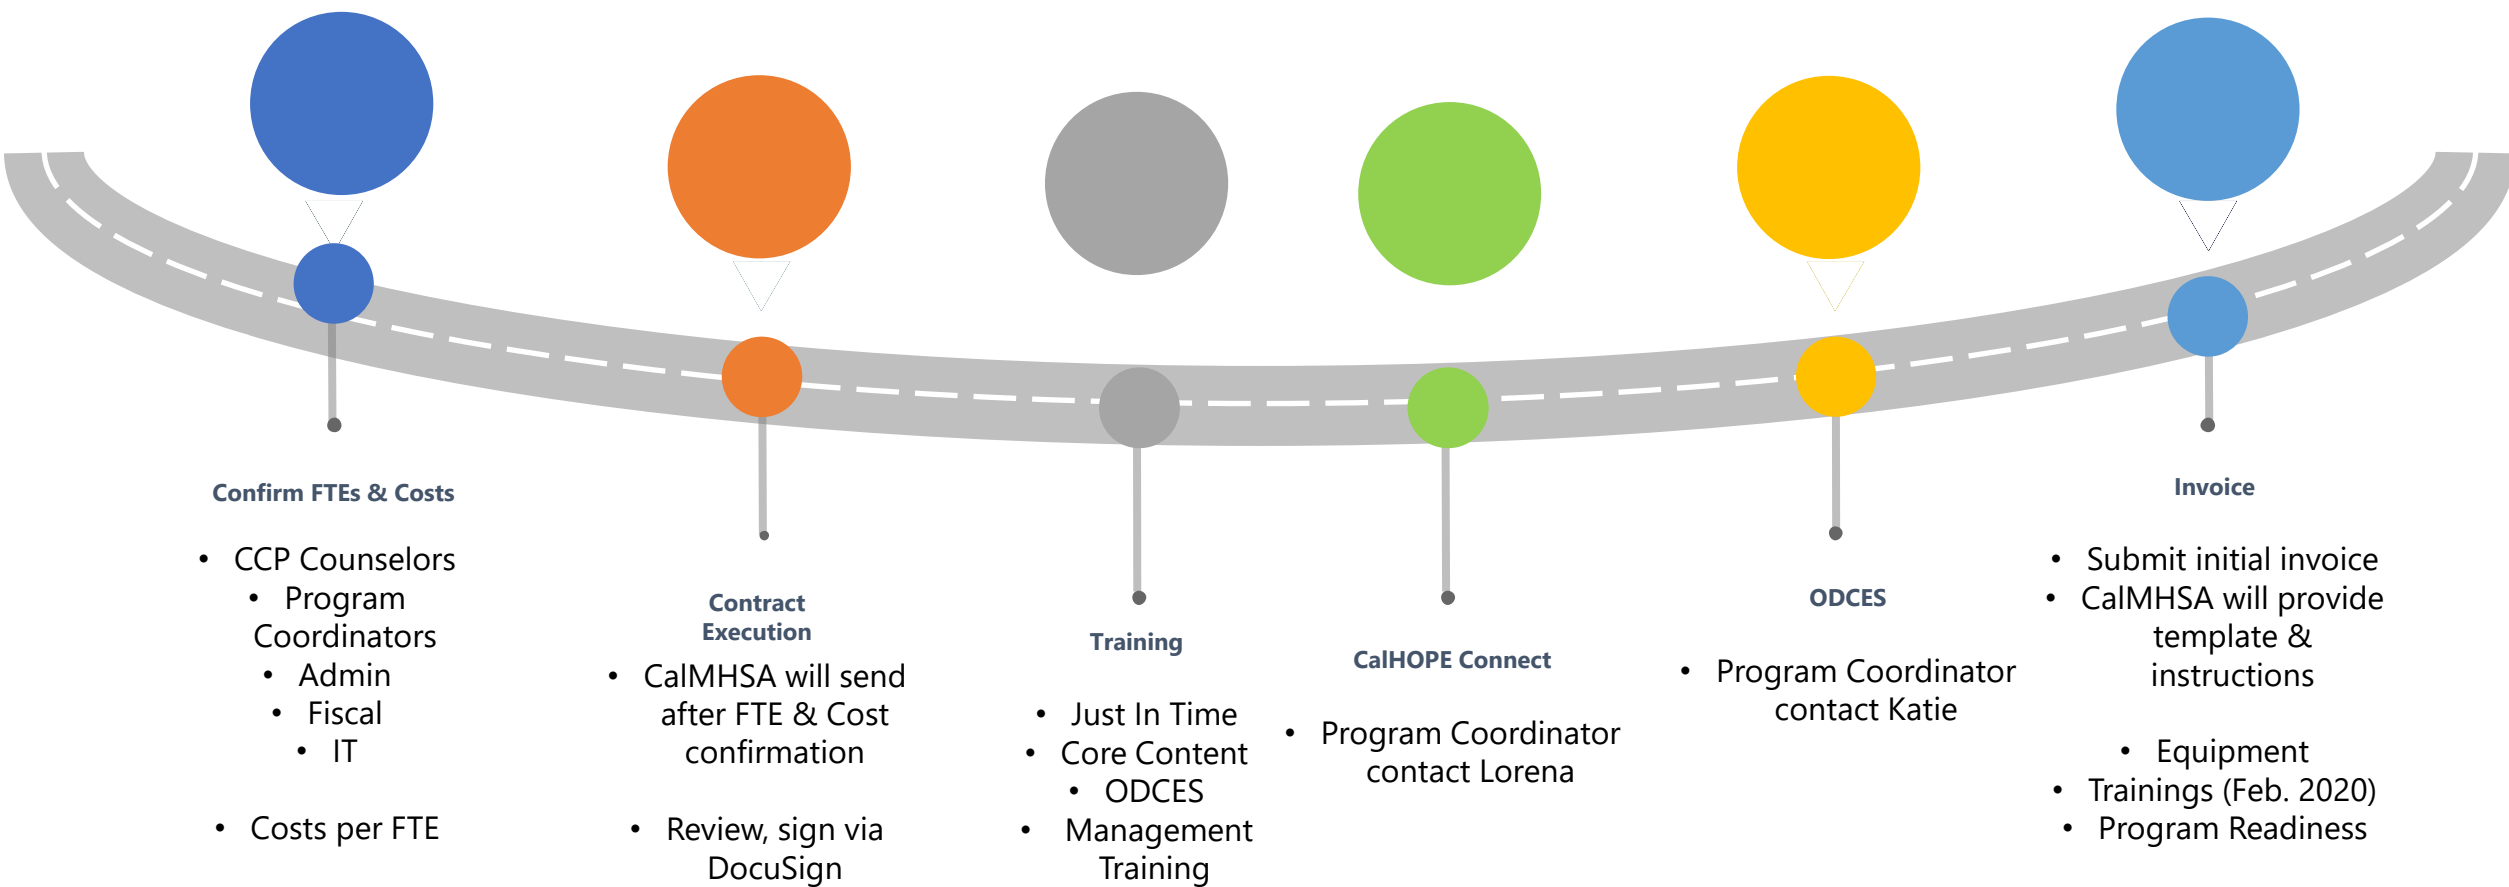 Confirm FTEs & Costs
• CCP Counselors
• Program
Coordinators
• Admin
• Fiscal
• IT
• Costs per FTE
Contract
Execution
• CalMHSA will send
after FTE & Cost
confirmation
• Review, sign via
DocuSign
Training
• Just In Time
• Core Content
• ODCES
• Management
Training
CalHOPE Connect
• Program Coordinator
contact Lorena
ODCES
• Program Coordinator
contact Katie
Invoice
• Submit initial invoice
• CalMHSA will provide
template &
instructions
• Equipment
• Trainings (Feb. 2020)
• Program Readiness